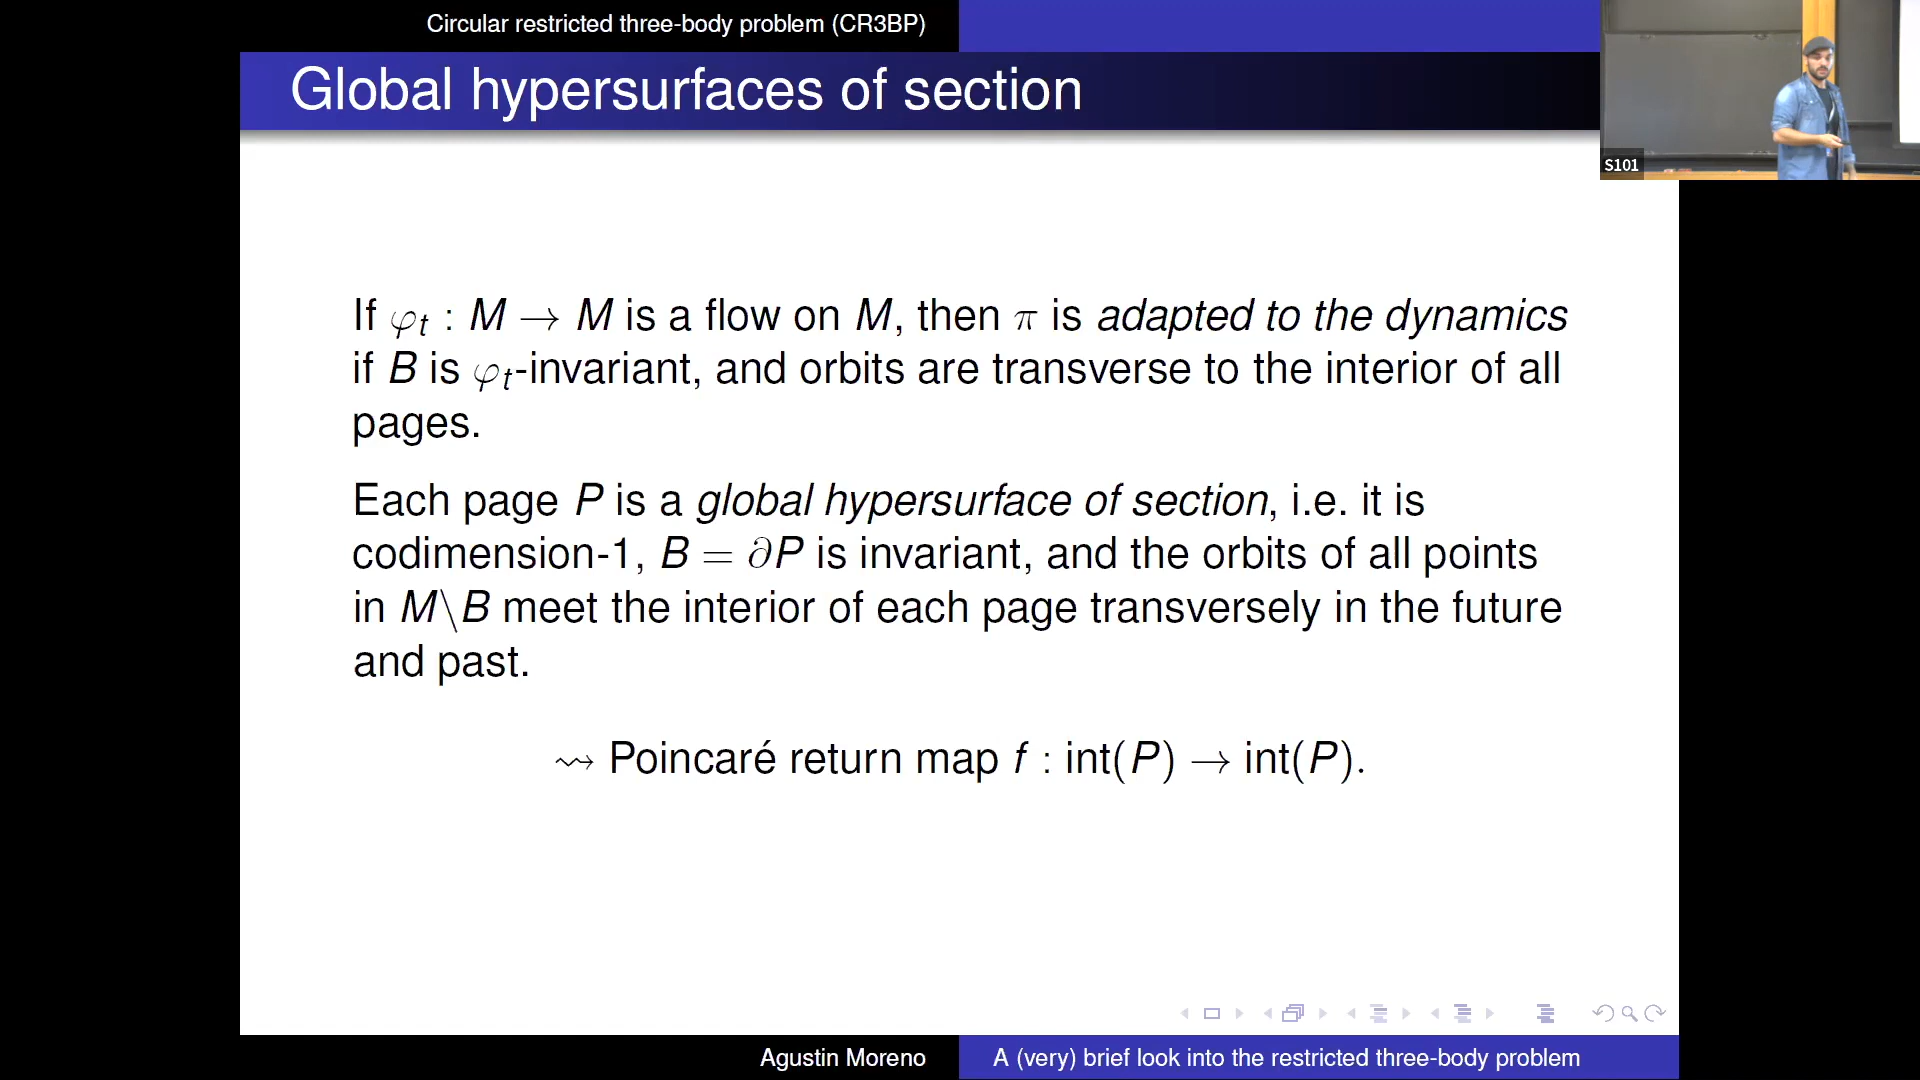 Circular restricted three-body problem (CR3BP)
Global hypersurfaces of section
S101
If φₜ : M → M is a flow on M, then π is adapted to the dynamics
if B is φₜ-invariant, and orbits are transverse to the interior of all
pages.
Each page P is a global hypersurface of section, i.e. it is
codimension-1, B = ∂P is invariant, and the orbits of all points
in M\B meet the interior of each page transversely in the future
and past.
⇝ Poincaré return map f : int(P) → int(P).
Agustin Moreno
A (very) brief look into the restricted three-body problem